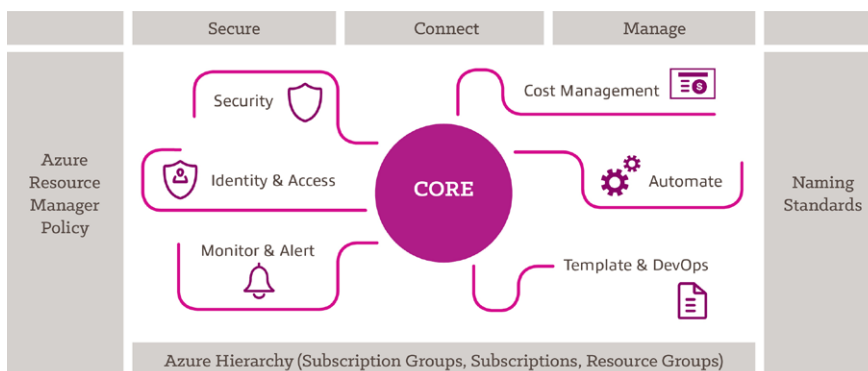 Secure
Connect
Manage
Azure
Resource
Manager
Policy
Security
Identity & Access
Monitor & Alert
CORE
Cost Management
$
Automate
Template & DevOps
Naming
Standards
Azure Hierarchy (Subscription Groups, Subscriptions, Resource Groups)